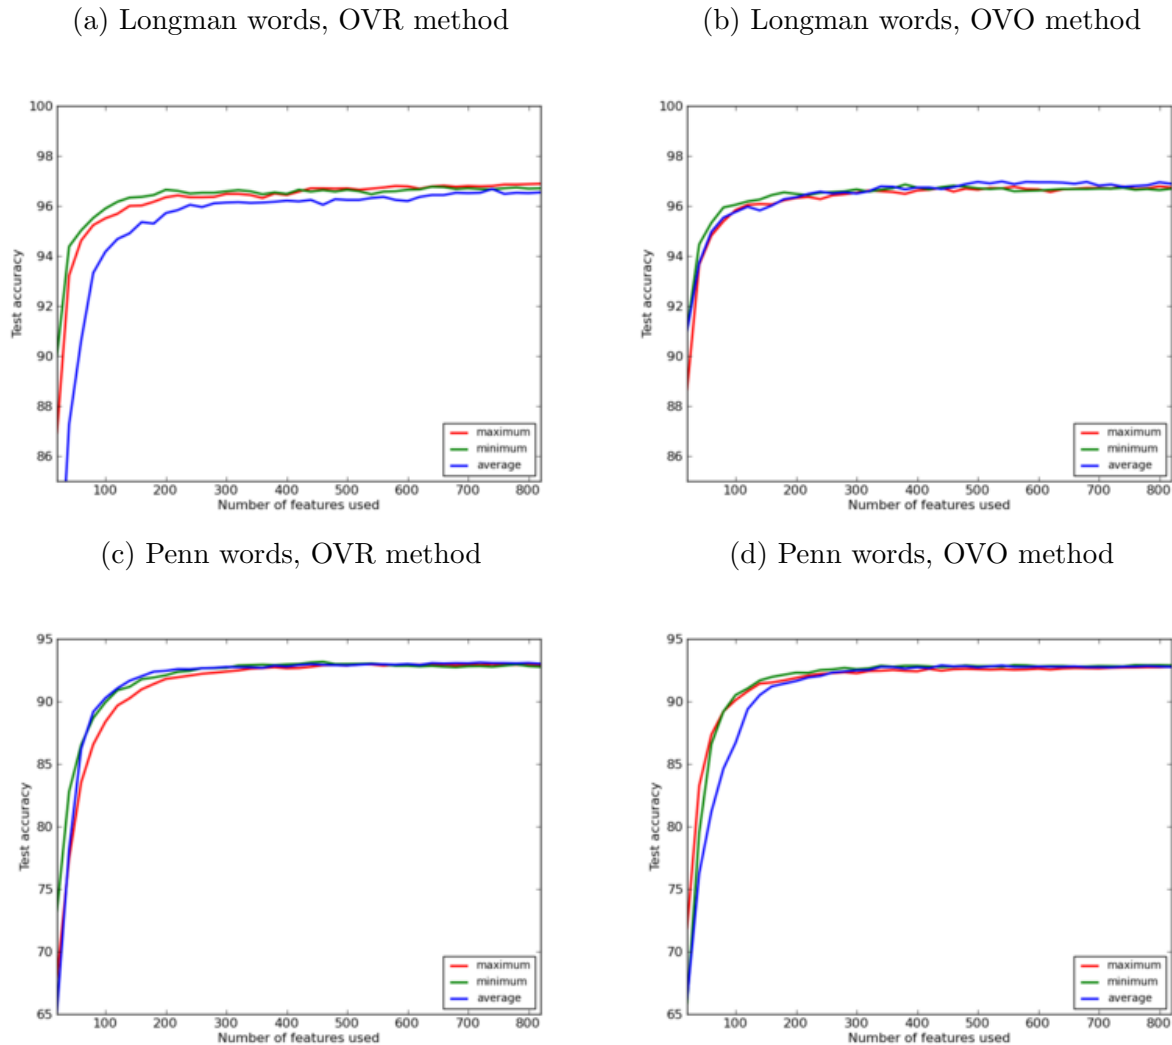 (a) Longman words, OVR method
100
98
96
94
92
90
88
86
Test accuracy
100 200 300 400 500 600 700 800
Number of features used
maximum
minimum
average
(b) Longman words, OVO method
100
98
96
94
92
90
88
86
Test accuracy
100 200 300 400 500 600 700 800
Number of features used
maximum
minimum
average
(c) Penn words, OVR method
95
90
85
80
75
70
65
Test accuracy
100 200 300 400 500 600 700 800
Number of features used
maximum
minimum
average
(d) Penn words, OVO method
95
90
85
80
75
70
65
Test accuracy
100 200 300 400 500 600 700 800
Number of features used
maximum
minimum
average